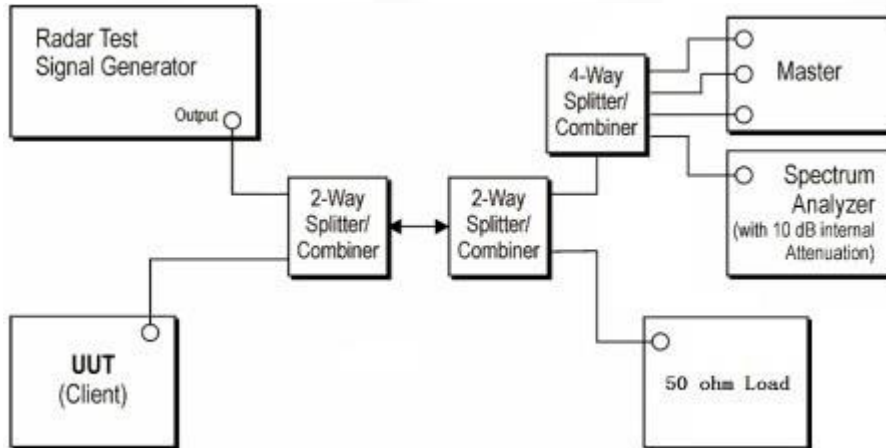 Radar Test
Signal Generator
Output
4-Way
Splitter/
Combiner
Master
Spectrum
Analyzer
(with 10 dB internal
Attenuation)
2-Way
Splitter/
Combiner
2-Way
Splitter/
Combiner
UUT
(Client)
50 ohm Load